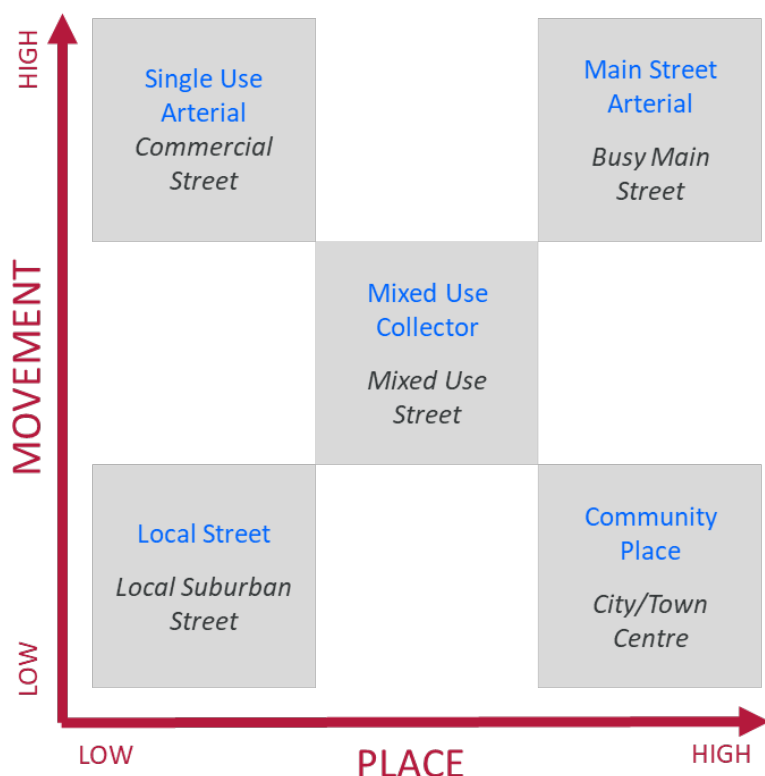 HIGH
Single Use
Arterial
Commercial
Street
Main Street
Arterial
Busy Main
Street
MOVEMENT
Mixed Use
Collector
Mixed Use
Street
Local Street
Local Suburban
Street
Community
Place
City/Town
Centre
LOW
LOW
PLACE
HIGH